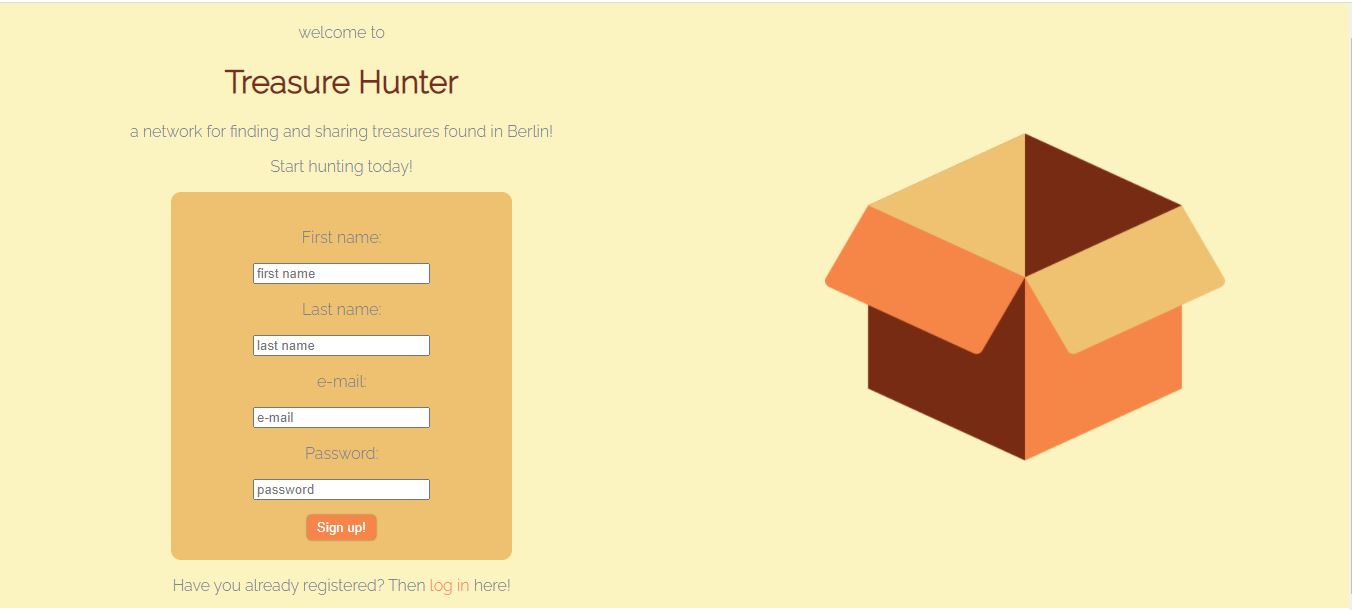 welcome to
Treasure Hunter
a network for finding and sharing treasures found in Berlin!
Start hunting today!
First name:
first name
Last name:
last name
e-mail:
e-mail
Password:
password
Sign up!
Have you already registered? Then log in here!